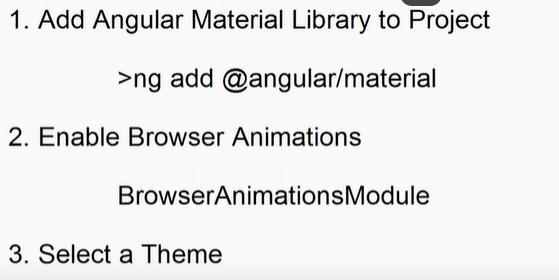 1. Add Angular Material Library to Project
>ng add @angular/material
2. Enable Browser Animations
BrowserAnimationsModule
3. Select a Theme